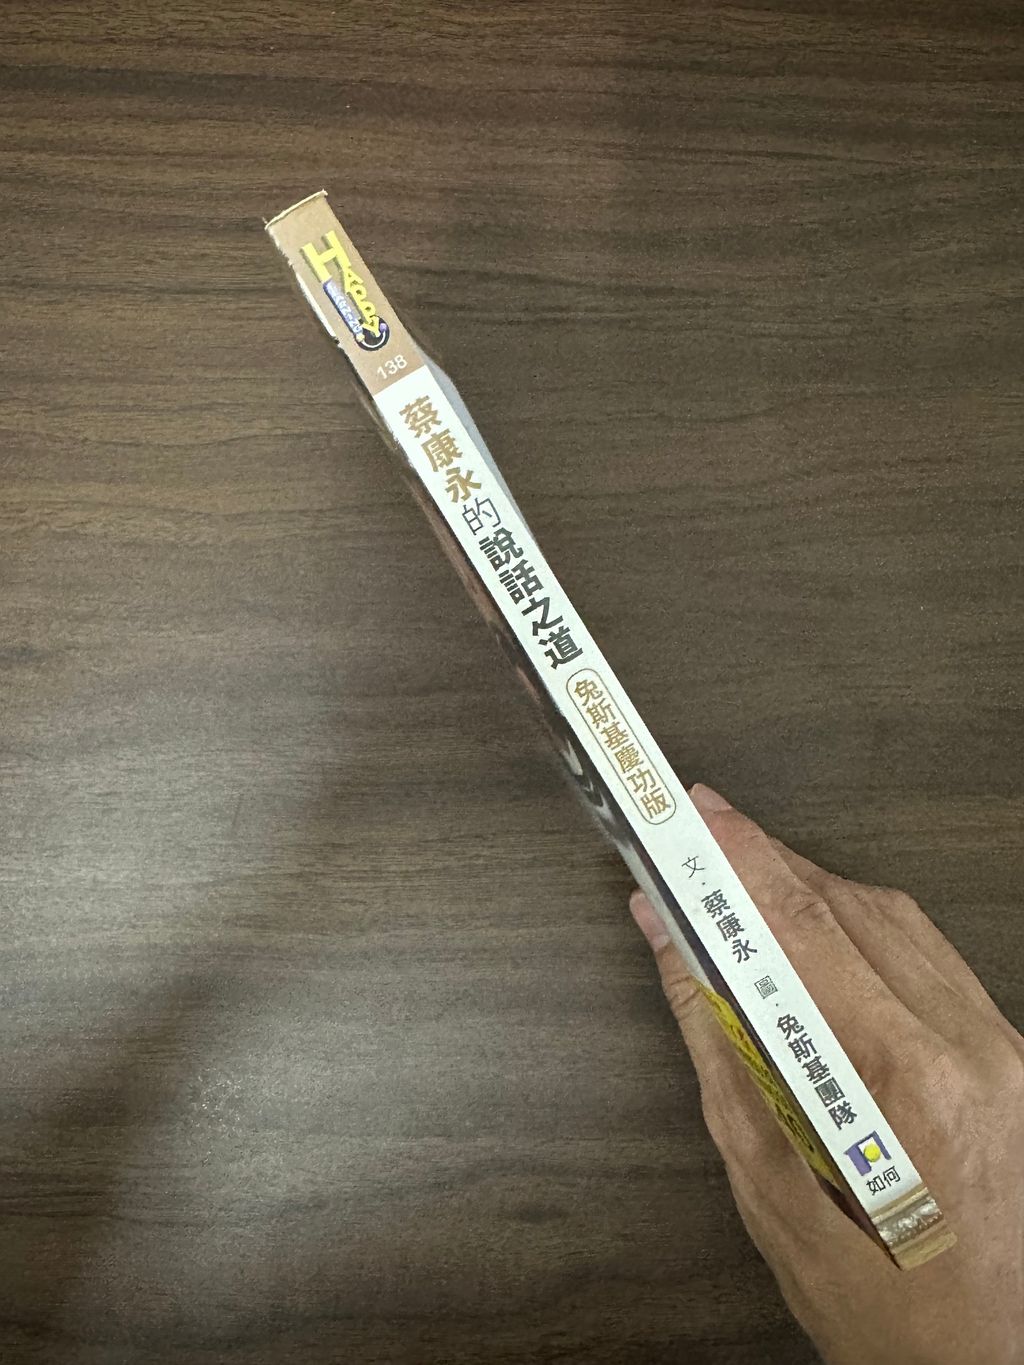 HAPPY
138
蔡康永的說話之道
兔斯基慶功版
文·蔡康永
圖·兔斯基團隊
如何